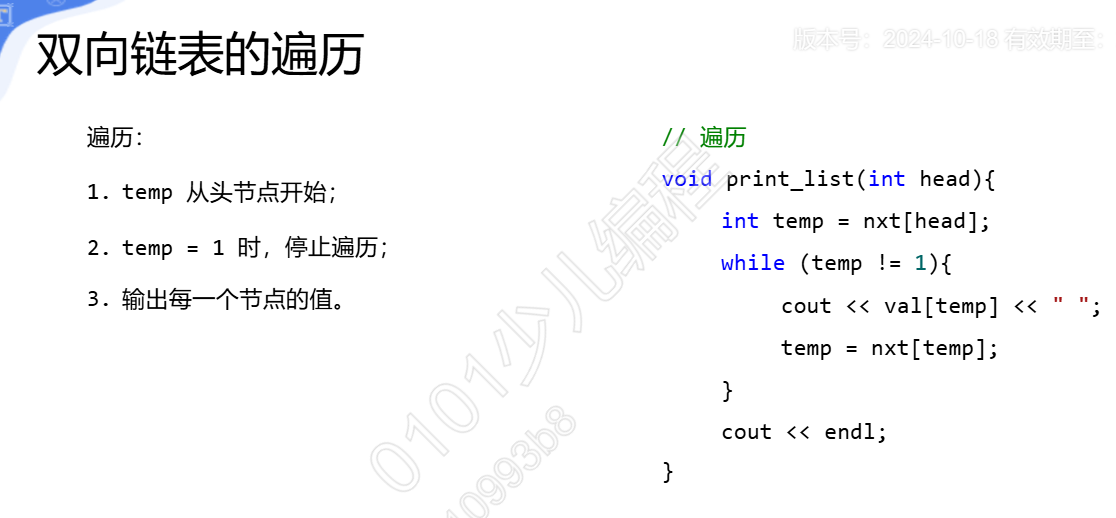 双向链表的遍历
版本号：2024-10-18 有效期至：
遍历：
1. temp 从头节点开始；
2. temp = 1 时，停止遍历；
3. 输出每一个节点的值。
// 遍历
void print_list(int head){
int temp = nxt[head];
while (temp != 1){
cout << val[temp] << " ";
temp = nxt[temp];
}
cout << endl;
}
0101少儿编程
10993b8